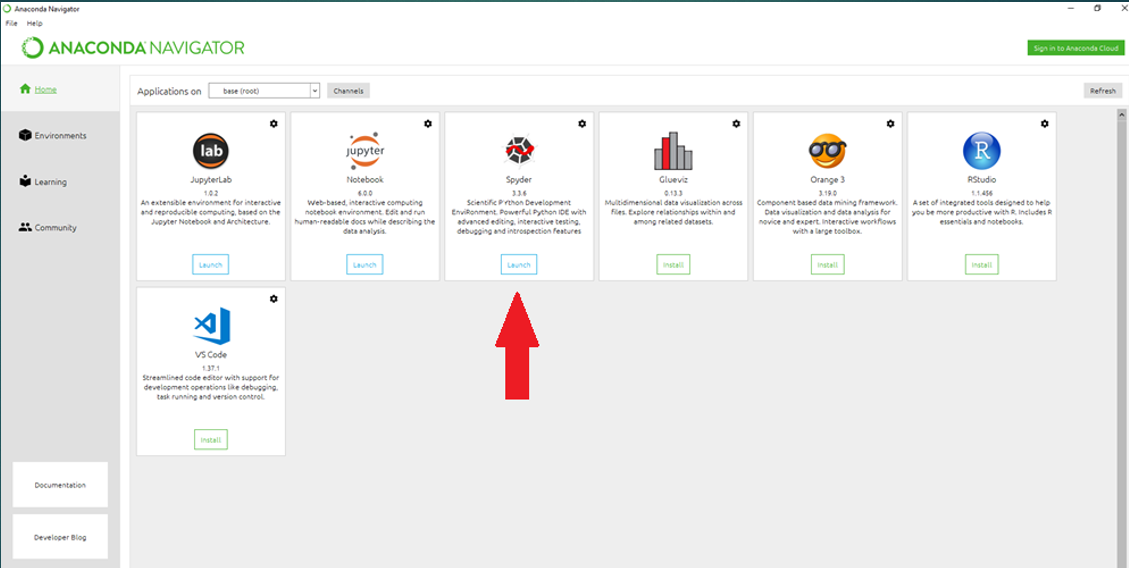 Anaconda Navigator
File Help
ANACONDA NAVIGATOR
Sign in to Anaconda Cloud
Home
Environments
Learning
Community
Documentation
Developer Blog
Applications on base (root) Channels Refresh
lab
JupyterLab
1.0.2
An extensible environment for interactive
and reproducible computing, based on the
Jupyter Notebook and Architecture.
Launch
jupyter
Notebook
6.0.0
Web-based, interactive computing
notebook environment. Edit and run
human-readable docs while describing the
data analysis.
Launch
Spyder
3.3.6
Scientific PYthon Development
EnviRonment. Powerful Python IDE with
advanced editing, interactive testing,
debugging and introspection features
Launch
Glueviz
0.13.3
Multidimensional data visualization across
files. Explore relationships within and
among related datasets.
Install
Orange 3
3.19.0
Component based data mining framework.
Data visualization and data analysis for
novice and expert. Interactive workflows
with a large toolbox.
Install
R
RStudio
1.1.456
A set of integrated tools designed to help
you be more productive with R. Includes R
essentials and notebooks.
Install
VS Code
1.37.1
Streamlined code editor with support for
development operations like debugging,
task running and version control.
Install